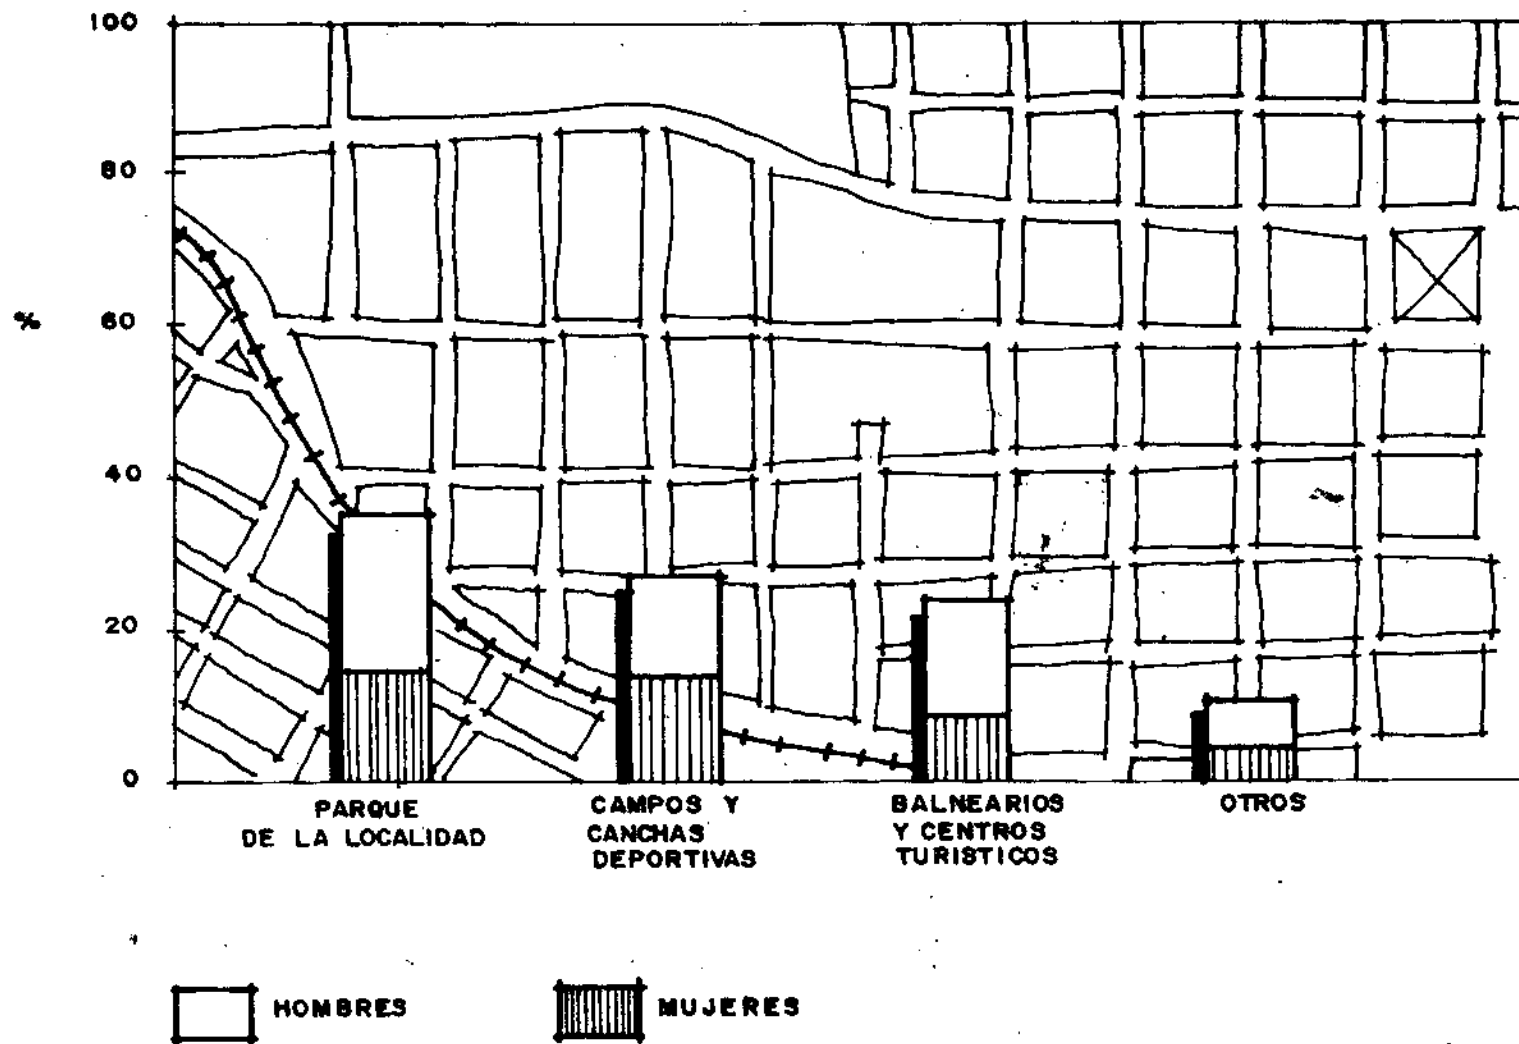 100
80
%
60
40
20
0
PARQUE
DE LA LOCALIDAD
CAMPOS Y
CANCHAS
DEPORTIVAS
BALNEARIOS
Y CENTROS
TURISTICOS
OTROS
HOMBRES
MUJERES